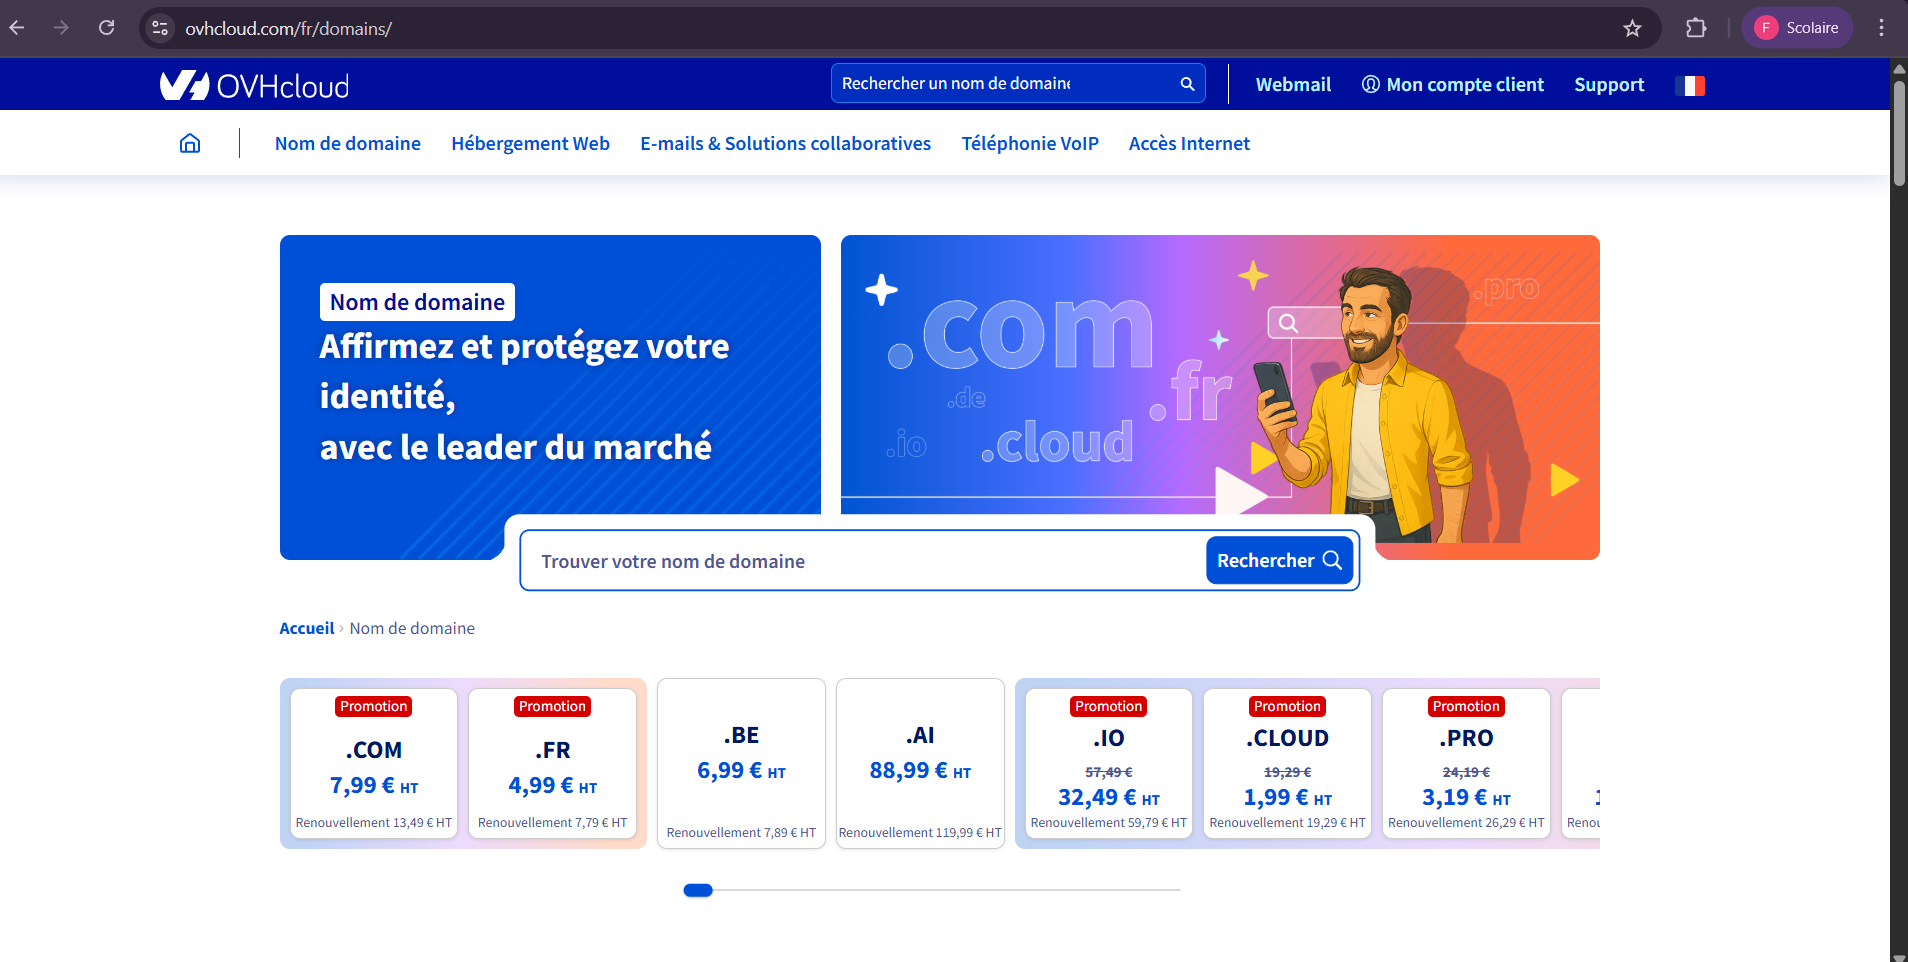 ovhcloud.com/fr/domains/
F Scolaire
OVHcloud
Rechercher un nom de domaine
Webmail
Mon compte client
Support
Nom de domaine
Hébergement Web
E-mails & Solutions collaboratives
Téléphonie VoIP
Accès Internet
Nom de domaine
Affirmez et protégez votre
identité,
avec le leader du marché
.com
.pro
.de
.fr
.io
.cloud
Trouver votre nom de domaine
Rechercher
Accueil › Nom de domaine
Promotion
.COM
7,99 € HT
Renouvellement 13,49 € HT
Promotion
.FR
4,99 € HT
Renouvellement 7,79 € HT
.BE
6,99 € HT
Renouvellement 7,89 € HT
.AI
88,99 € HT
Renouvellement 119,99 € HT
Promotion
.IO
57,49 €
32,49 € HT
Renouvellement 59,79 € HT
Promotion
.CLOUD
19,29 €
1,99 € HT
Renouvellement 19,29 € HT
Promotion
.PRO
24,19 €
3,19 € HT
Renouvellement 26,29 € HT
Renou